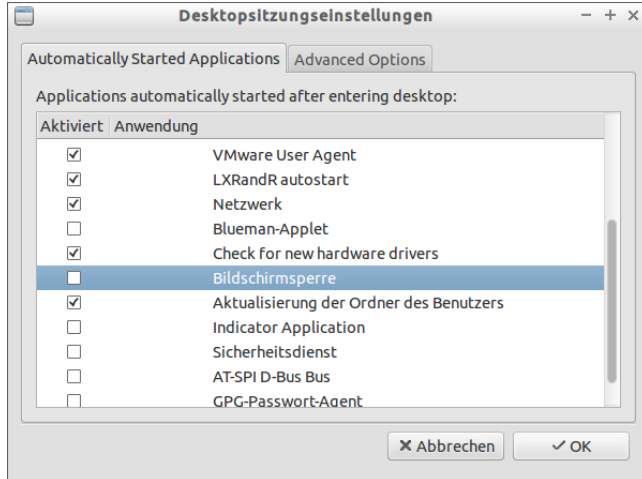 Desktopsitzungseinstellungen
Automatically Started Applications Advanced Options
Applications automatically started after entering desktop:
Aktiviert Anwendung
VMware User Agent
LXRandR autostart
Netzwerk
Blueman-Applet
Check for new hardware drivers
Bildschirmsperre
Aktualisierung der Ordner des Benutzers
Indicator Application
Sicherheitsdienst
AT-SPI D-Bus Bus
GPG-Passwort-Agent
Abbrechen OK